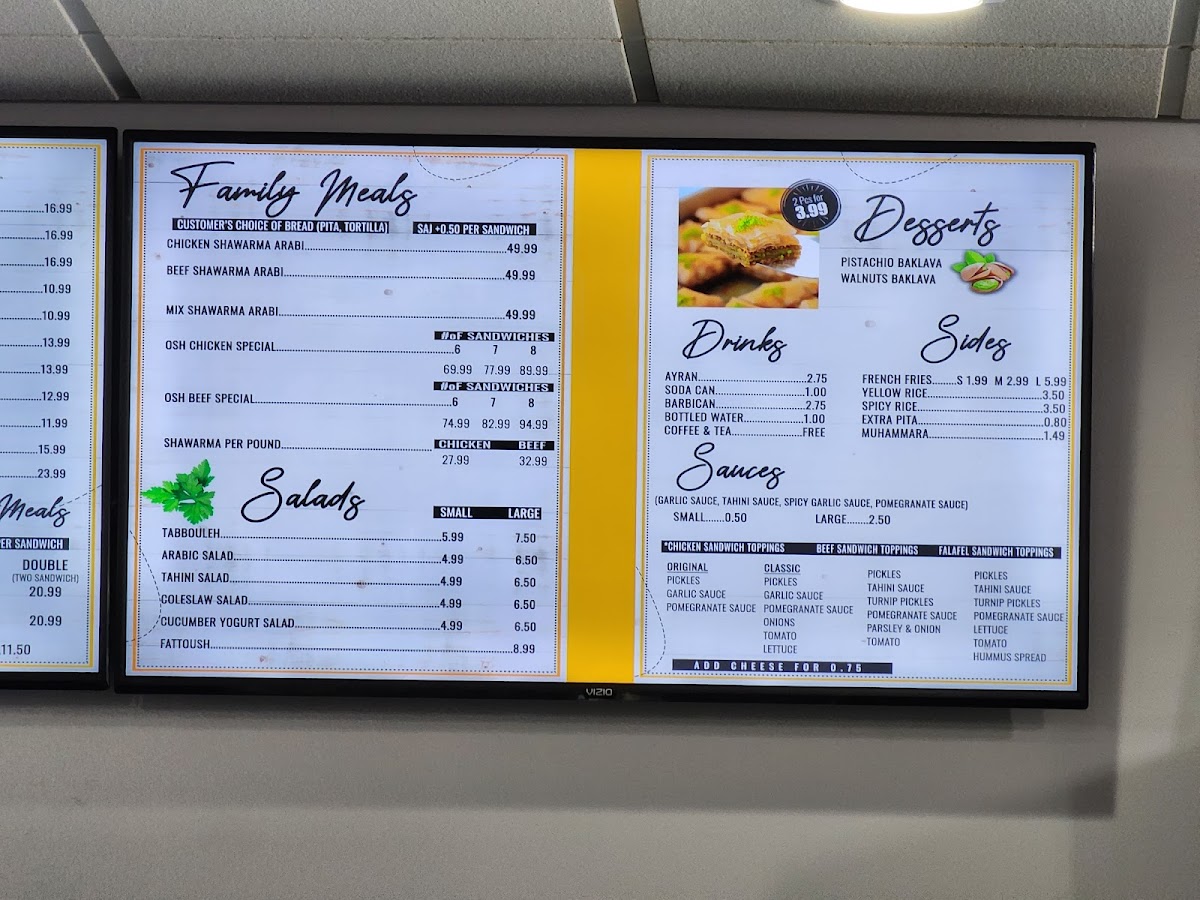 16.99
16.99
16.99
10.99
10.99
13.99
13.99
12.99
11.99
15.99
23.99
Meals
ER SANDWICH
DOUBLE
(TWO SANDWICH)
20.99
20.99
11.50
Family Meals
CUSTOMER'S CHOICE OF BREAD (PITA, TORTILLA) SAJ +0.50 PER SANDWICH
CHICKEN SHAWARMA ARABI 49.99
BEEF SHAWARMA ARABI 49.99
MIX SHAWARMA ARABI 49.99
#oF SANDWICHES
OSH CHICKEN SPECIAL 6 7 8
69.99 77.99 89.99
#oF SANDWICHES
OSH BEEF SPECIAL 6 7 8
74.99 82.99 94.99
SHAWARMA PER POUND CHICKEN BEEF
27.99 32.99
Salads
SMALL LARGE
TABBOULEH 5.99 7.50
ARABIC SALAD 4.99 6.50
TAHINI SALAD 4.99 6.50
COLESLAW SALAD 4.99 6.50
CUCUMBER YOGURT SALAD 4.99 6.50
FATTOUSH 8.99
2 Pcs for
3.99
Desserts
PISTACHIO BAKLAVA
WALNUTS BAKLAVA
Drinks
AYRAN 2.75
SODA CAN 1.00
BARBICAN 2.75
BOTTLED WATER 1.00
COFFEE & TEA FREE
Sides
FRENCH FRIES S 1.99 M 2.99 L 5.99
YELLOW RICE 3.50
SPICY RICE 3.50
EXTRA PITA 0.80
MUHAMMARA 1.49
Sauces
(GARLIC SAUCE, TAHINI SAUCE, SPICY GARLIC SAUCE, POMEGRANATE SAUCE)
SMALL.......0.50 LARGE.......2.50
*CHICKEN SANDWICH TOPPINGS BEEF SANDWICH TOPPINGS FALAFEL SANDWICH TOPPINGS
ORIGINAL
PICKLES
GARLIC SAUCE
POMEGRANATE SAUCE
CLASSIC
PICKLES
GARLIC SAUCE
POMEGRANATE SAUCE
ONIONS
TOMATO
LETTUCE
PICKLES
TAHINI SAUCE
TURNIP PICKLES
POMEGRANATE SAUCE
PARSLEY & ONION
TOMATO
PICKLES
TAHINI SAUCE
TURNIP PICKLES
POMEGRANATE SAUCE
LETTUCE
TOMATO
HUMMUS SPREAD
ADD CHEESE FOR 0.75
VIZIO